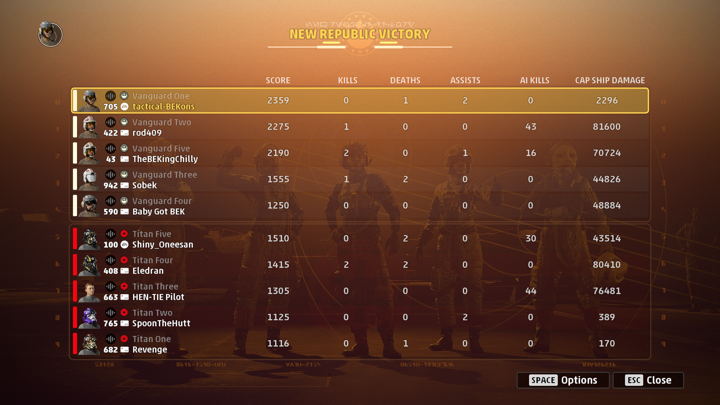 NEW REPUBLIC VICTORY
SCORE KILLS DEATHS ASSISTS AI KILLS CAP SHIP DAMAGE
Vanguard One
705 tactical-BEKons 2359 0 1 2 0 2296
Vanguard Two
422 rod409 2275 1 0 0 43 81600
Vanguard Five
43 TheBEKingChilly 2190 2 0 1 16 70724
Vanguard Three
942 Sobek 1555 1 2 0 0 44826
Vanguard Four
590 Baby Got BEK 1250 0 0 0 0 48884
Titan Five
100 Shiny_Oneesan 1510 0 2 0 30 43514
Titan Four
408 Eledran 1415 2 2 0 0 80410
Titan Three
663 HEN-TIE Pilot 1305 0 0 0 44 76481
Titan Two
765 SpoonTheHutt 1125 0 0 2 0 389
Titan One
682 Revenge 1116 0 1 0 0 170
SPACE Options ESC Close